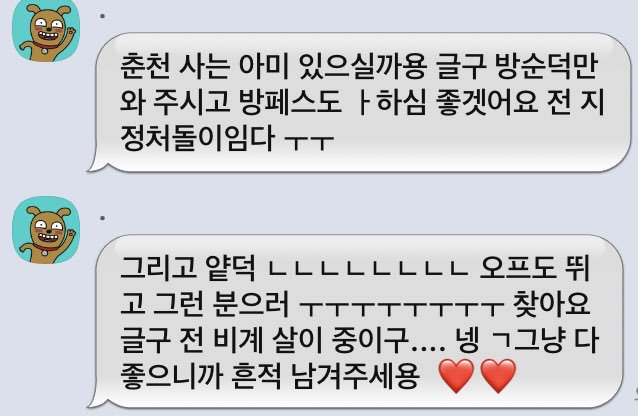 춘천 사는 아미 있으실까용 글구 방순덕만
와 주시고 방페스도 ㅏ하심 좋겟어요 전 지
정처돌이임다 ㅜㅜ
그리고 얕덕 ㄴㄴㄴㄴㄴㄴㄴㄴ 오프도 뛰
고 그런 분으러 ㅜㅜㅜㅜㅜㅜㅜㅜ 찾아요
글구 전 비계 살이 중이구.... 넹 ㄱ그냥 다
좋으니까 흔적 남겨주세용 ❤️❤️